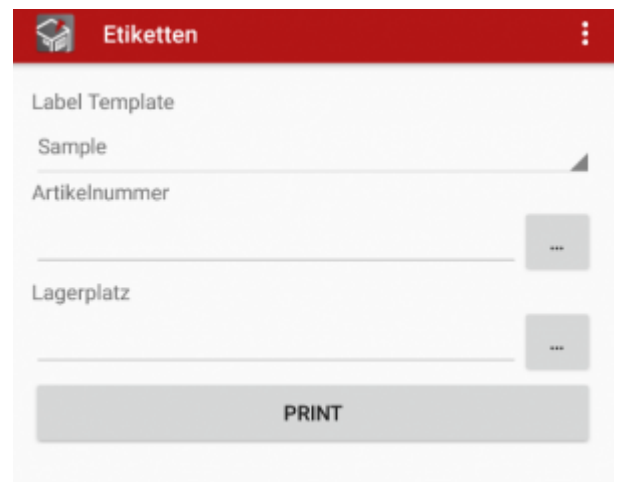 Etiketten
Label Template
Sample
Artikelnummer
...
Lagerplatz
...
PRINT